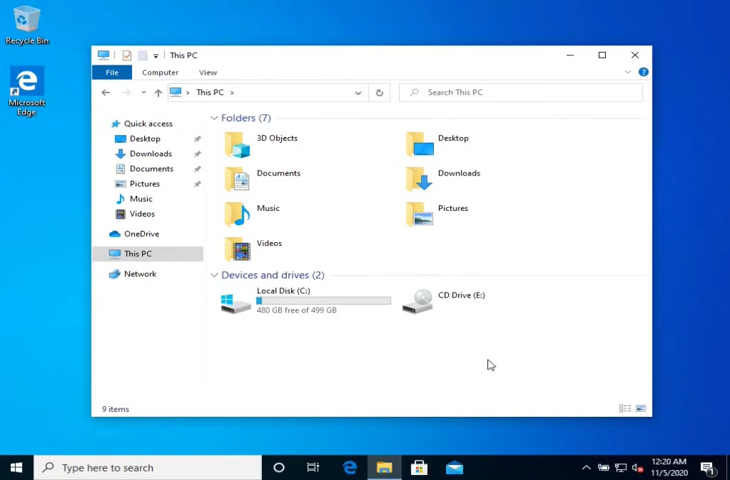 Recycle Bin
Microsoft
Edge
This PC
File Computer View
This PC
Search This PC
Quick access
Desktop
Downloads
Documents
Pictures
Music
Videos
OneDrive
This PC
Network
Folders (7)
3D Objects
Desktop
Documents
Downloads
Music
Pictures
Videos
Devices and drives (2)
Local Disk (C:)
480 GB free of 499 GB
CD Drive (E:)
9 items
Type here to search
12:20 AM
11/5/2020
1